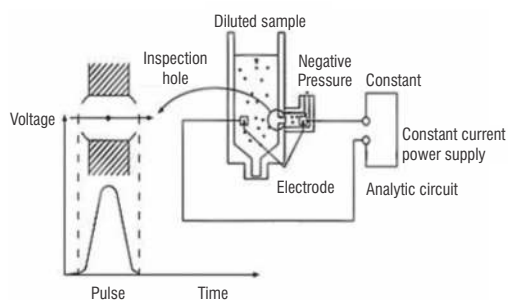 Diluted sample
Inspection
hole
Negative
Pressure
Constant
Voltage
Constant current
power supply
Electrode
Analytic circuit
Pulse
Time